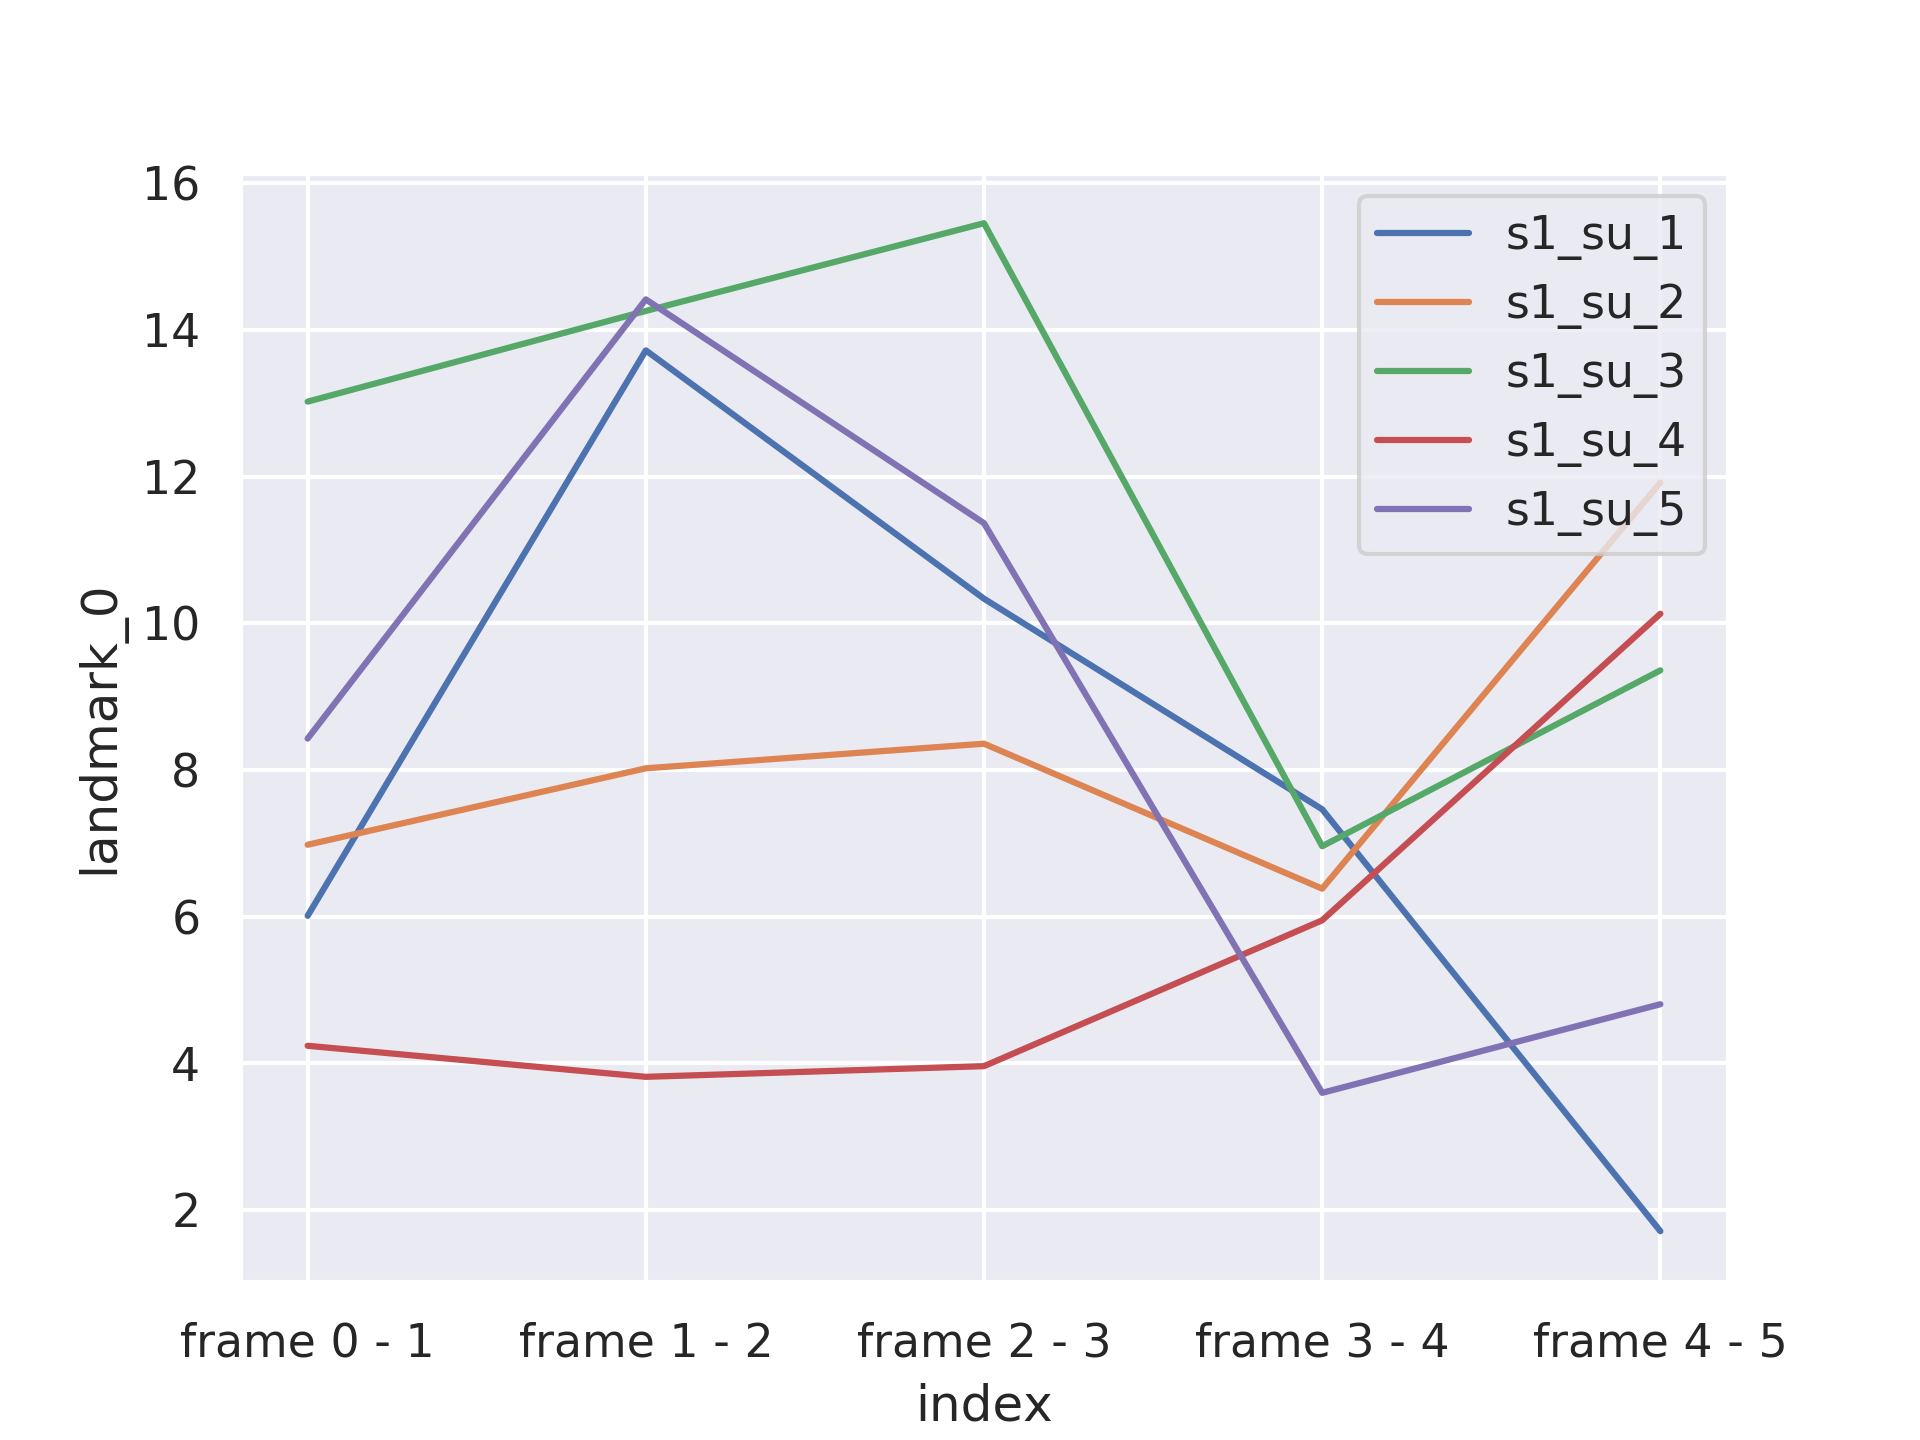 16
14
12
10
8
6
4
2
landmark_0
s1_su_1
s1_su_2
s1_su_3
s1_su_4
s1_su_5
frame 0 - 1 frame 1 - 2 frame 2 - 3 frame 3 - 4 frame 4 - 5
index